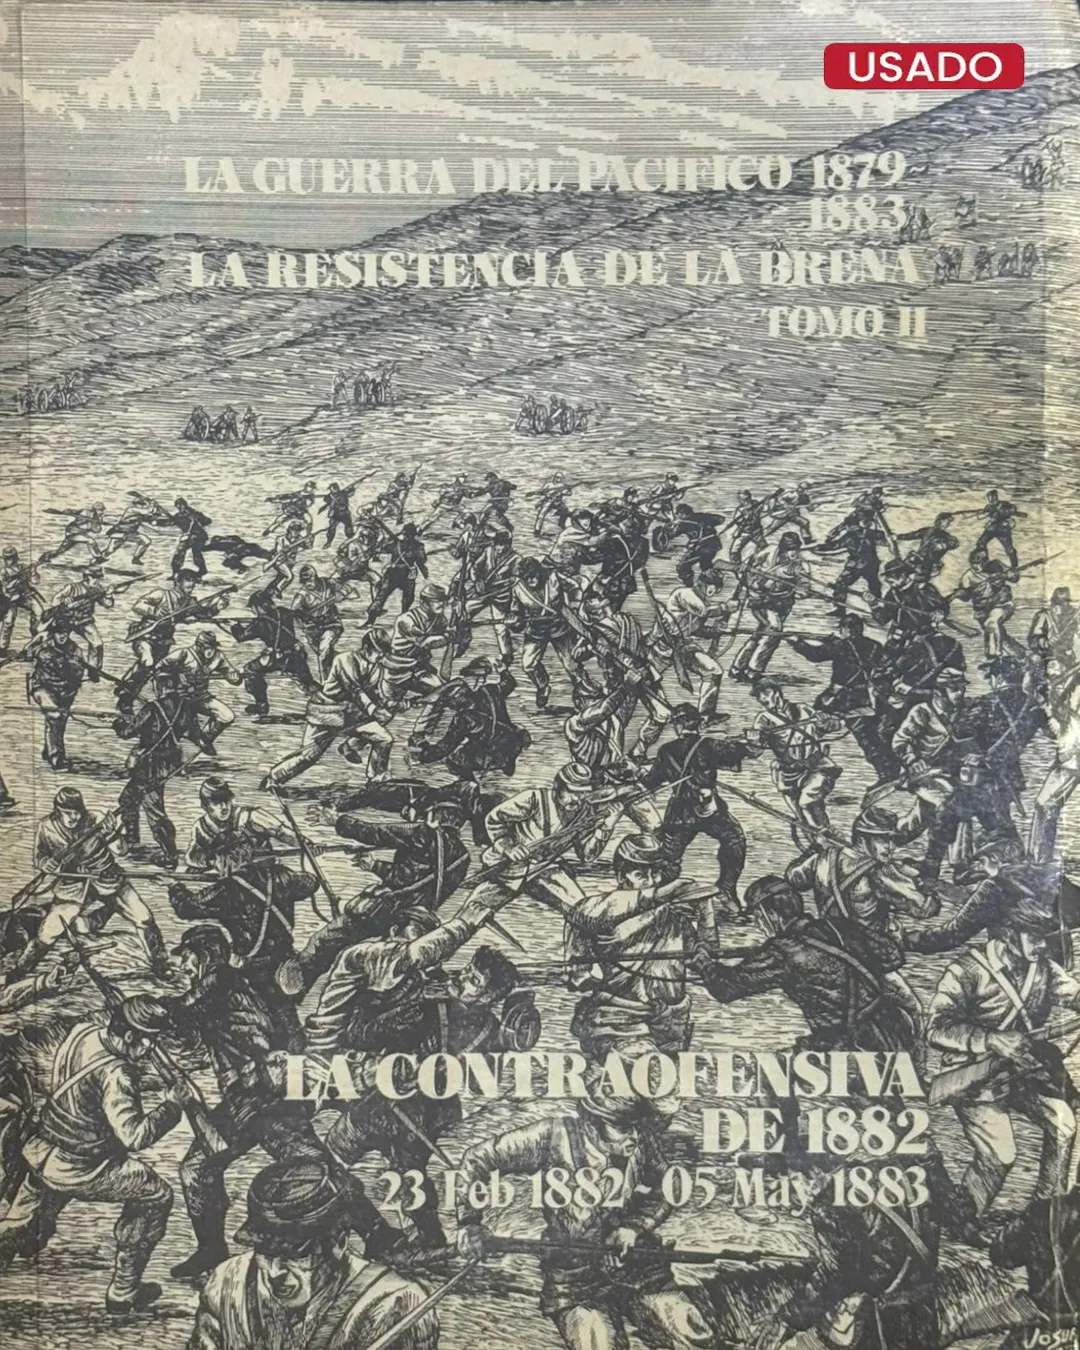 USADO
LA GUERRA DEL PACIFICO 1879-
1883
LA RESISTENCIA DE LA BREÑA
TOMO II
LA CONTRAOFENSIVA
DE 1882
23 Feb 1882 - 05 May 1883